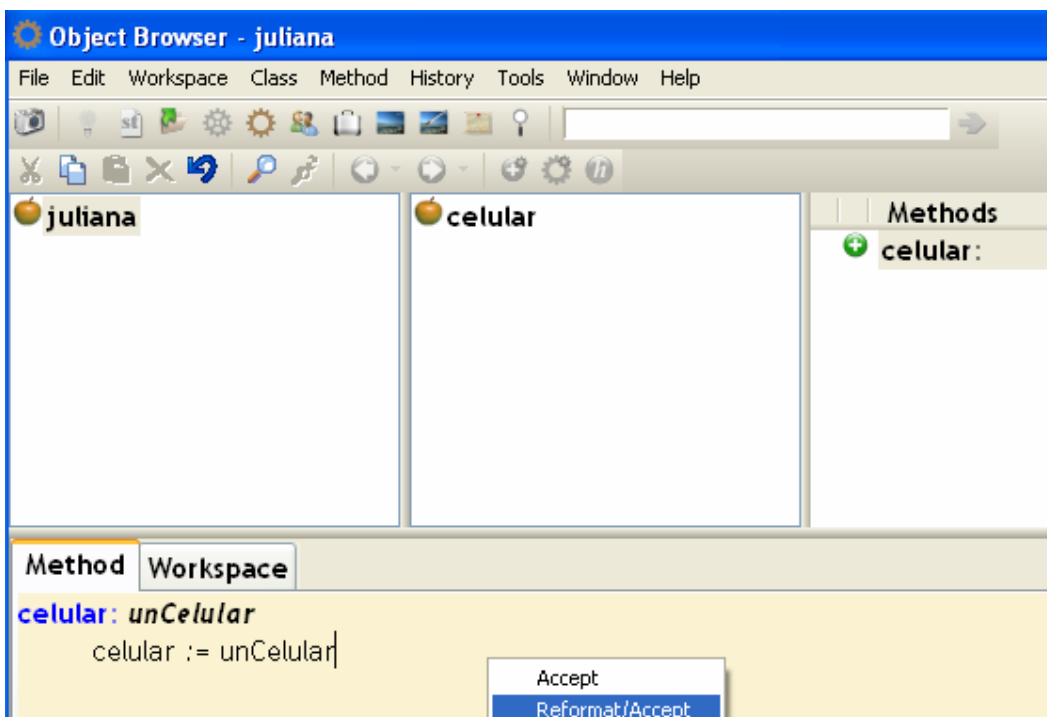 Object Browser - juliana
File Edit Workspace Class Method History Tools Window Help
st
n
juliana
celular
Methods
celular:
Method Workspace
celular: unCelular
celular := unCelular
Accept
Reformat/Accept